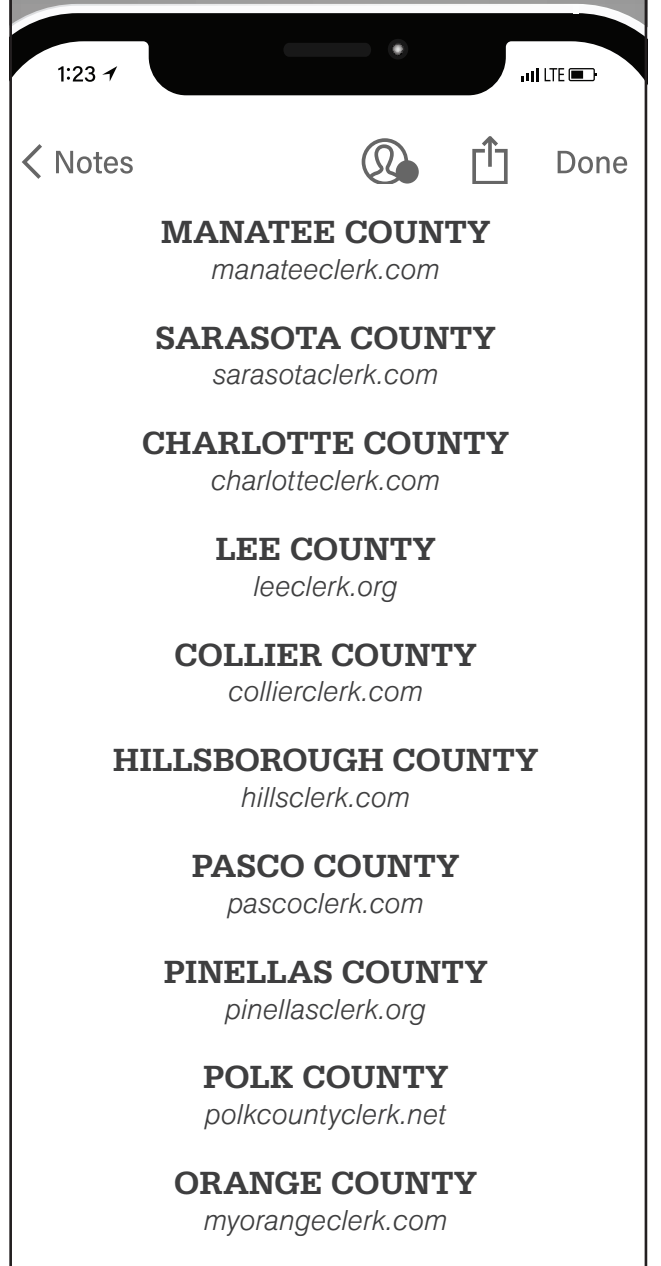 1:23 LTE
Notes Done
MANATEE COUNTY
manateeclerk.com
SARASOTA COUNTY
sarasotaclerk.com
CHARLOTTE COUNTY
charlotteclerk.com
LEE COUNTY
leeclerk.org
COLLIER COUNTY
collierclerk.com
HILLSBOROUGH COUNTY
hillsclerk.com
PASCO COUNTY
pascoclerk.com
PINELLAS COUNTY
pinellasclerk.org
POLK COUNTY
polkcountyclerk.net
ORANGE COUNTY
myorangeclerk.com